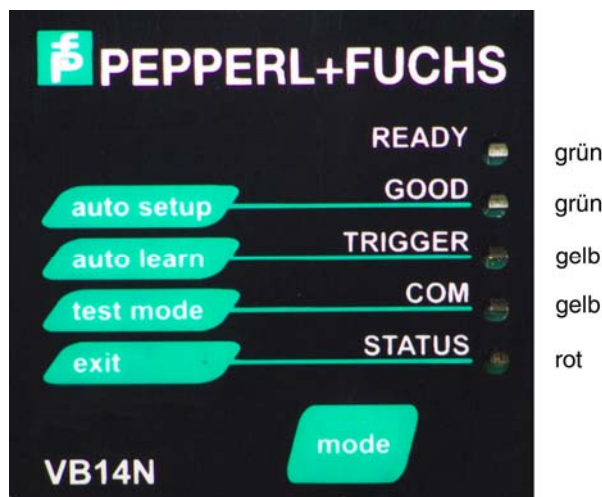 PEPPERL+FUCHS
READY grün
auto setup GOOD grün
auto learn TRIGGER gelb
test mode COM gelb
exit STATUS rot
mode
VB14N